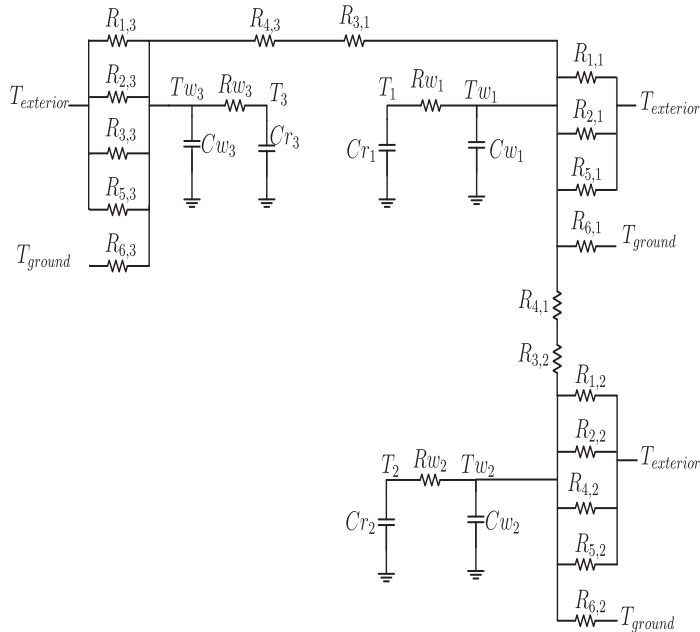 R1,3
R4,3
R3,1
R1,1
R2,3
Tw3
Rw3
T3
T1
Rw1
Tw1
Texterior
Texterior
R2,1
R3,3
Cw3
Cr3
Cr1
Cw1
R5,1
R5,3
R6,1
R6,3
Tground
Tground
R4,1
R3,2
R1,2
R2,2
T2
Rw2
Tw2
Texterior
R4,2
Cr2
Cw2
R5,2
R6,2
Tground